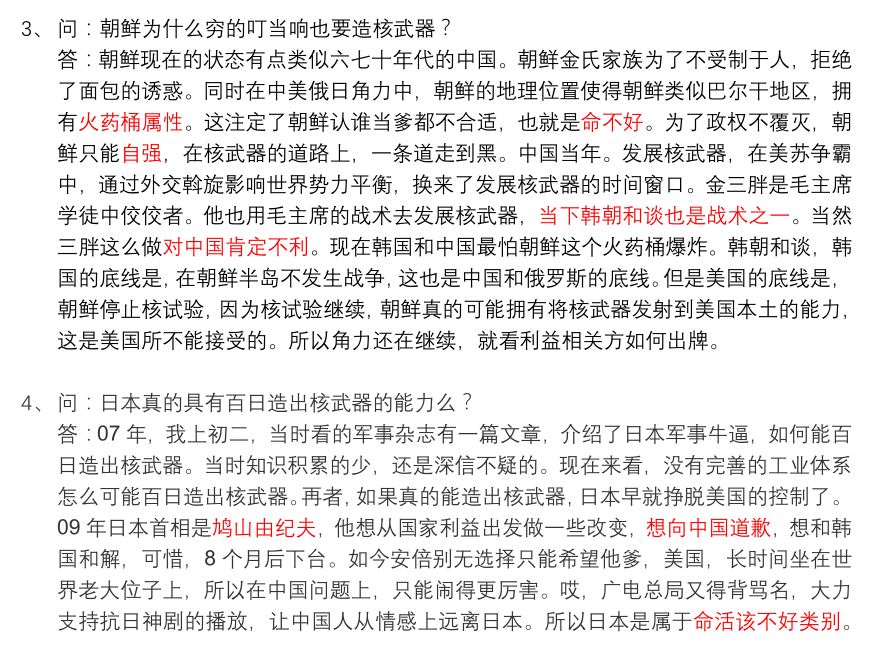 3、问：朝鲜为什么穷的叮当响也要造核武器？
答：朝鲜现在的状态有点类似六七十年代的中国。朝鲜金氏家族为了不受制于人，拒绝
了面包的诱惑。同时在中美俄日角力中，朝鲜的地理位置使得朝鲜类似巴尔干地区，拥
有火药桶属性。这注定了朝鲜认谁当爹都不合适，也就是命不好。为了政权不覆灭，朝
鲜只能自强，在核武器的道路上，一条道走到黑。中国当年。发展核武器，在美苏争霸
中，通过外交斡旋影响世界势力平衡，换来了发展核武器的时间窗口。金三胖是毛主席
学徒中佼佼者。他也用毛主席的战术去发展核武器，当下韩朝和谈也是战术之一。当然
三胖这么做对中国肯定不利。现在韩国和中国最怕朝鲜这个火药桶爆炸。韩朝和谈，韩
国的底线是，在朝鲜半岛不发生战争，这也是中国和俄罗斯的底线。但是美国的底线是，
朝鲜停止核试验，因为核试验继续，朝鲜真的可能拥有将核武器发射到美国本土的能力，
这是美国所不能接受的。所以角力还在继续，就看利益相关方如何出牌。
4、问：日本真的具有百日造出核武器的能力么？
答：07 年，我上初二，当时看的军事杂志有一篇文章，介绍了日本军事牛逼，如何能百
日造出核武器。当时知识积累的少，还是深信不疑的。现在来看，没有完善的工业体系
怎么可能百日造出核武器。再者，如果真的能造出核武器，日本早就挣脱美国的控制了。
09 年日本首相是鸠山由纪夫，他想从国家利益出发做一些改变，想向中国道歉，想和韩
国和解，可惜，8 个月后下台。如今安倍别无选择只能希望他爹，美国，长时间坐在世
界老大位子上，所以在中国问题上，只能闹得更厉害。哎，广电总局又得背骂名，大力
支持抗日神剧的播放，让中国人从情感上远离日本。所以日本是属于命活该不好类别。